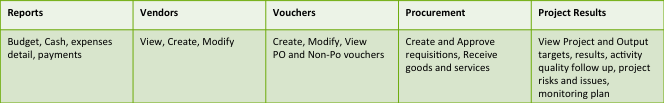 Reports
Vendors
Vouchers
Procurement
Project Results
Budget, Cash, expenses
detail, payments
View, Create, Modify
Create, Modify, View
PO and Non-Po vouchers
Create and Approve
requisitions, Receive
goods and services
View Project and Output
targets, results, activity
quality follow up, project
risks and issues,
monitoring plan